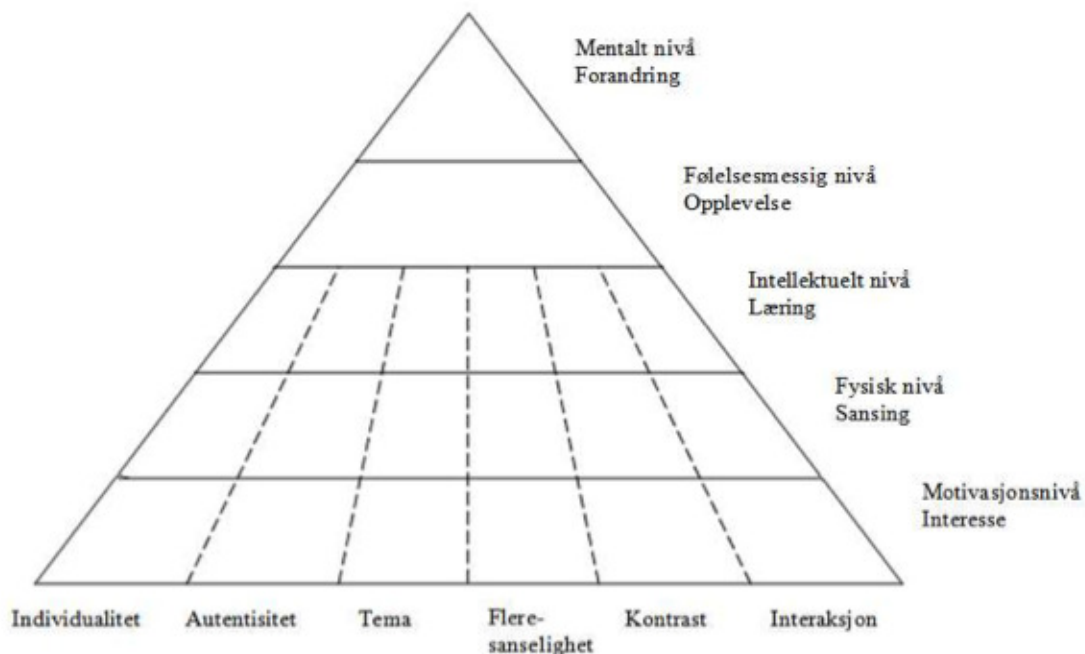 Mentalt nivå
Forandring
Følelsesmessig nivå
Opplevelse
Intellektuelt nivå
Læring
Fysisk nivå
Sansing
Motivasjonsnivå
Interesse
Individualitet
Autentisitet
Tema
Flere-
sanselighet
Kontrast
Interaksjon